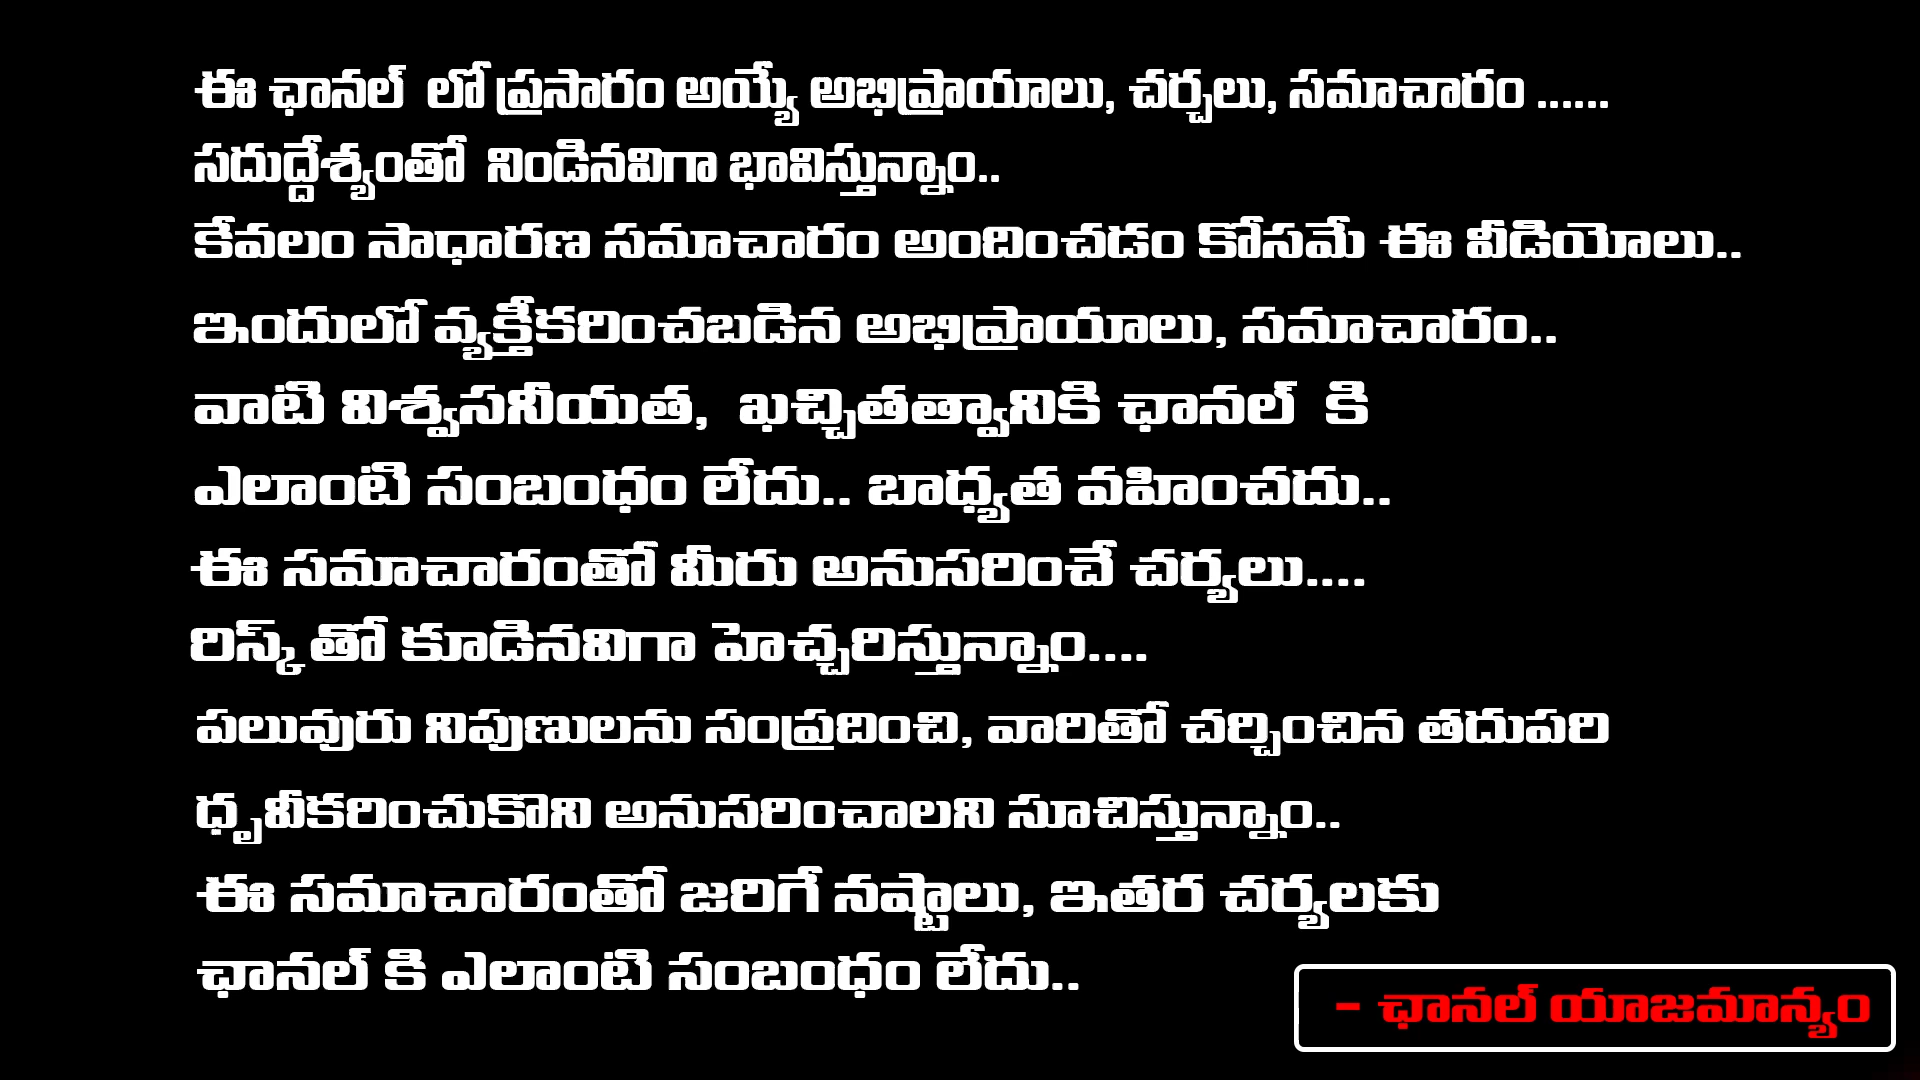 ఈ ఛానల్ లో ప్రసారం అయ్యే అభిప్రాయాలు, చర్చలు, సమాచారం ......
సదుద్దేశ్యంతో నిండినవిగా భావిస్తున్నాం..
కేవలం సాధారణ సమాచారం అందించడం కోసమే ఈ వీడియోలు..
ఇందులో వ్యక్తీకరించబడిన అభిప్రాయాలు, సమాచారం..
వాటి విశ్వసనీయత, ఖచ్చితత్వానికి ఛానల్ కి
ఎలాంటి సంబంధం లేదు.. బాధ్యత వహించదు..
ఈ సమాచారంతో మీరు అనుసరించే చర్యలు....
రిస్క్ తో కూడినవిగా హెచ్చరిస్తున్నాం....
పలువురు నిపుణులను సంప్రదించి, వారితో చర్చించిన తదుపరి
ధృవీకరించుకొని అనుసరించాలని సూచిస్తున్నాం..
ఈ సమాచారంతో జరిగే నష్టాలు, ఇతర చర్యలకు
ఛానల్ కి ఎలాంటి సంబంధం లేదు..
- ఛానల్ యాజమాన్యం